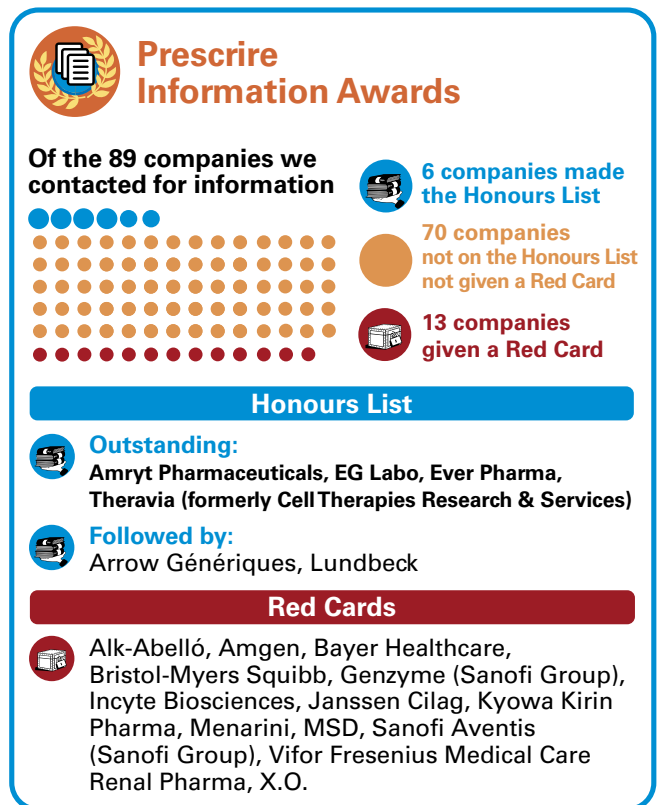 Prescrire
Information Awards
Of the 89 companies we
contacted for information
6 companies made
the Honours List
70 companies
not on the Honours List
not given a Red Card
13 companies
given a Red Card
Honours List
Outstanding:
Amryt Pharmaceuticals, EG Labo, Ever Pharma,
Theravia (formerly Cell Therapies Research & Services)
Followed by:
Arrow Génériques, Lundbeck
Red Cards
Alk-Abelló, Amgen, Bayer Healthcare,
Bristol-Myers Squibb, Genzyme (Sanofi Group),
Incyte Biosciences, Janssen Cilag, Kyowa Kirin
Pharma, Menarini, MSD, Sanofi Aventis
(Sanofi Group), Vifor Fresenius Medical Care
Renal Pharma, X.O.